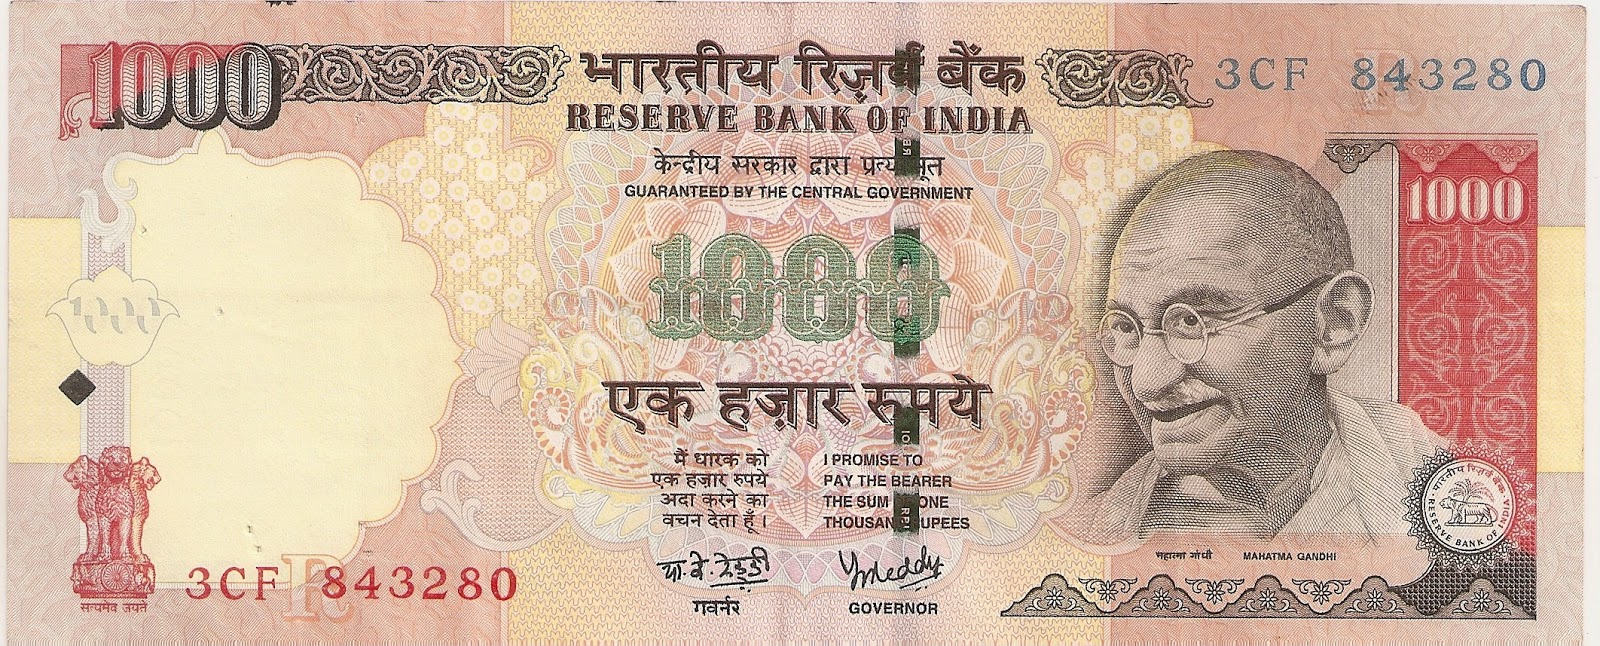 1000
भारतीय रिज़र्व बैंक
RESERVE BANK OF INDIA
3CF 843280
केन्द्रीय सरकार द्वारा प्रत्याभूत
GUARANTEED BY THE CENTRAL GOVERNMENT
1000
1000
1000
एक हज़ार रुपये
मैं धारक को
एक हज़ार रुपये
अदा करने का
वचन देता हूँ।
I PROMISE TO
PAY THE BEARER
THE SUM OF ONE
THOUSAND RUPEES
या. वे. रेड्डी
गवर्नर
YVReddy
GOVERNOR
महात्मा गांधी
MAHATMA GANDHI
भारतीय रिज़र्व बैंक
RESERVE BANK OF INDIA
सत्यमेव जयते
3CF 843280
R
R
RBI